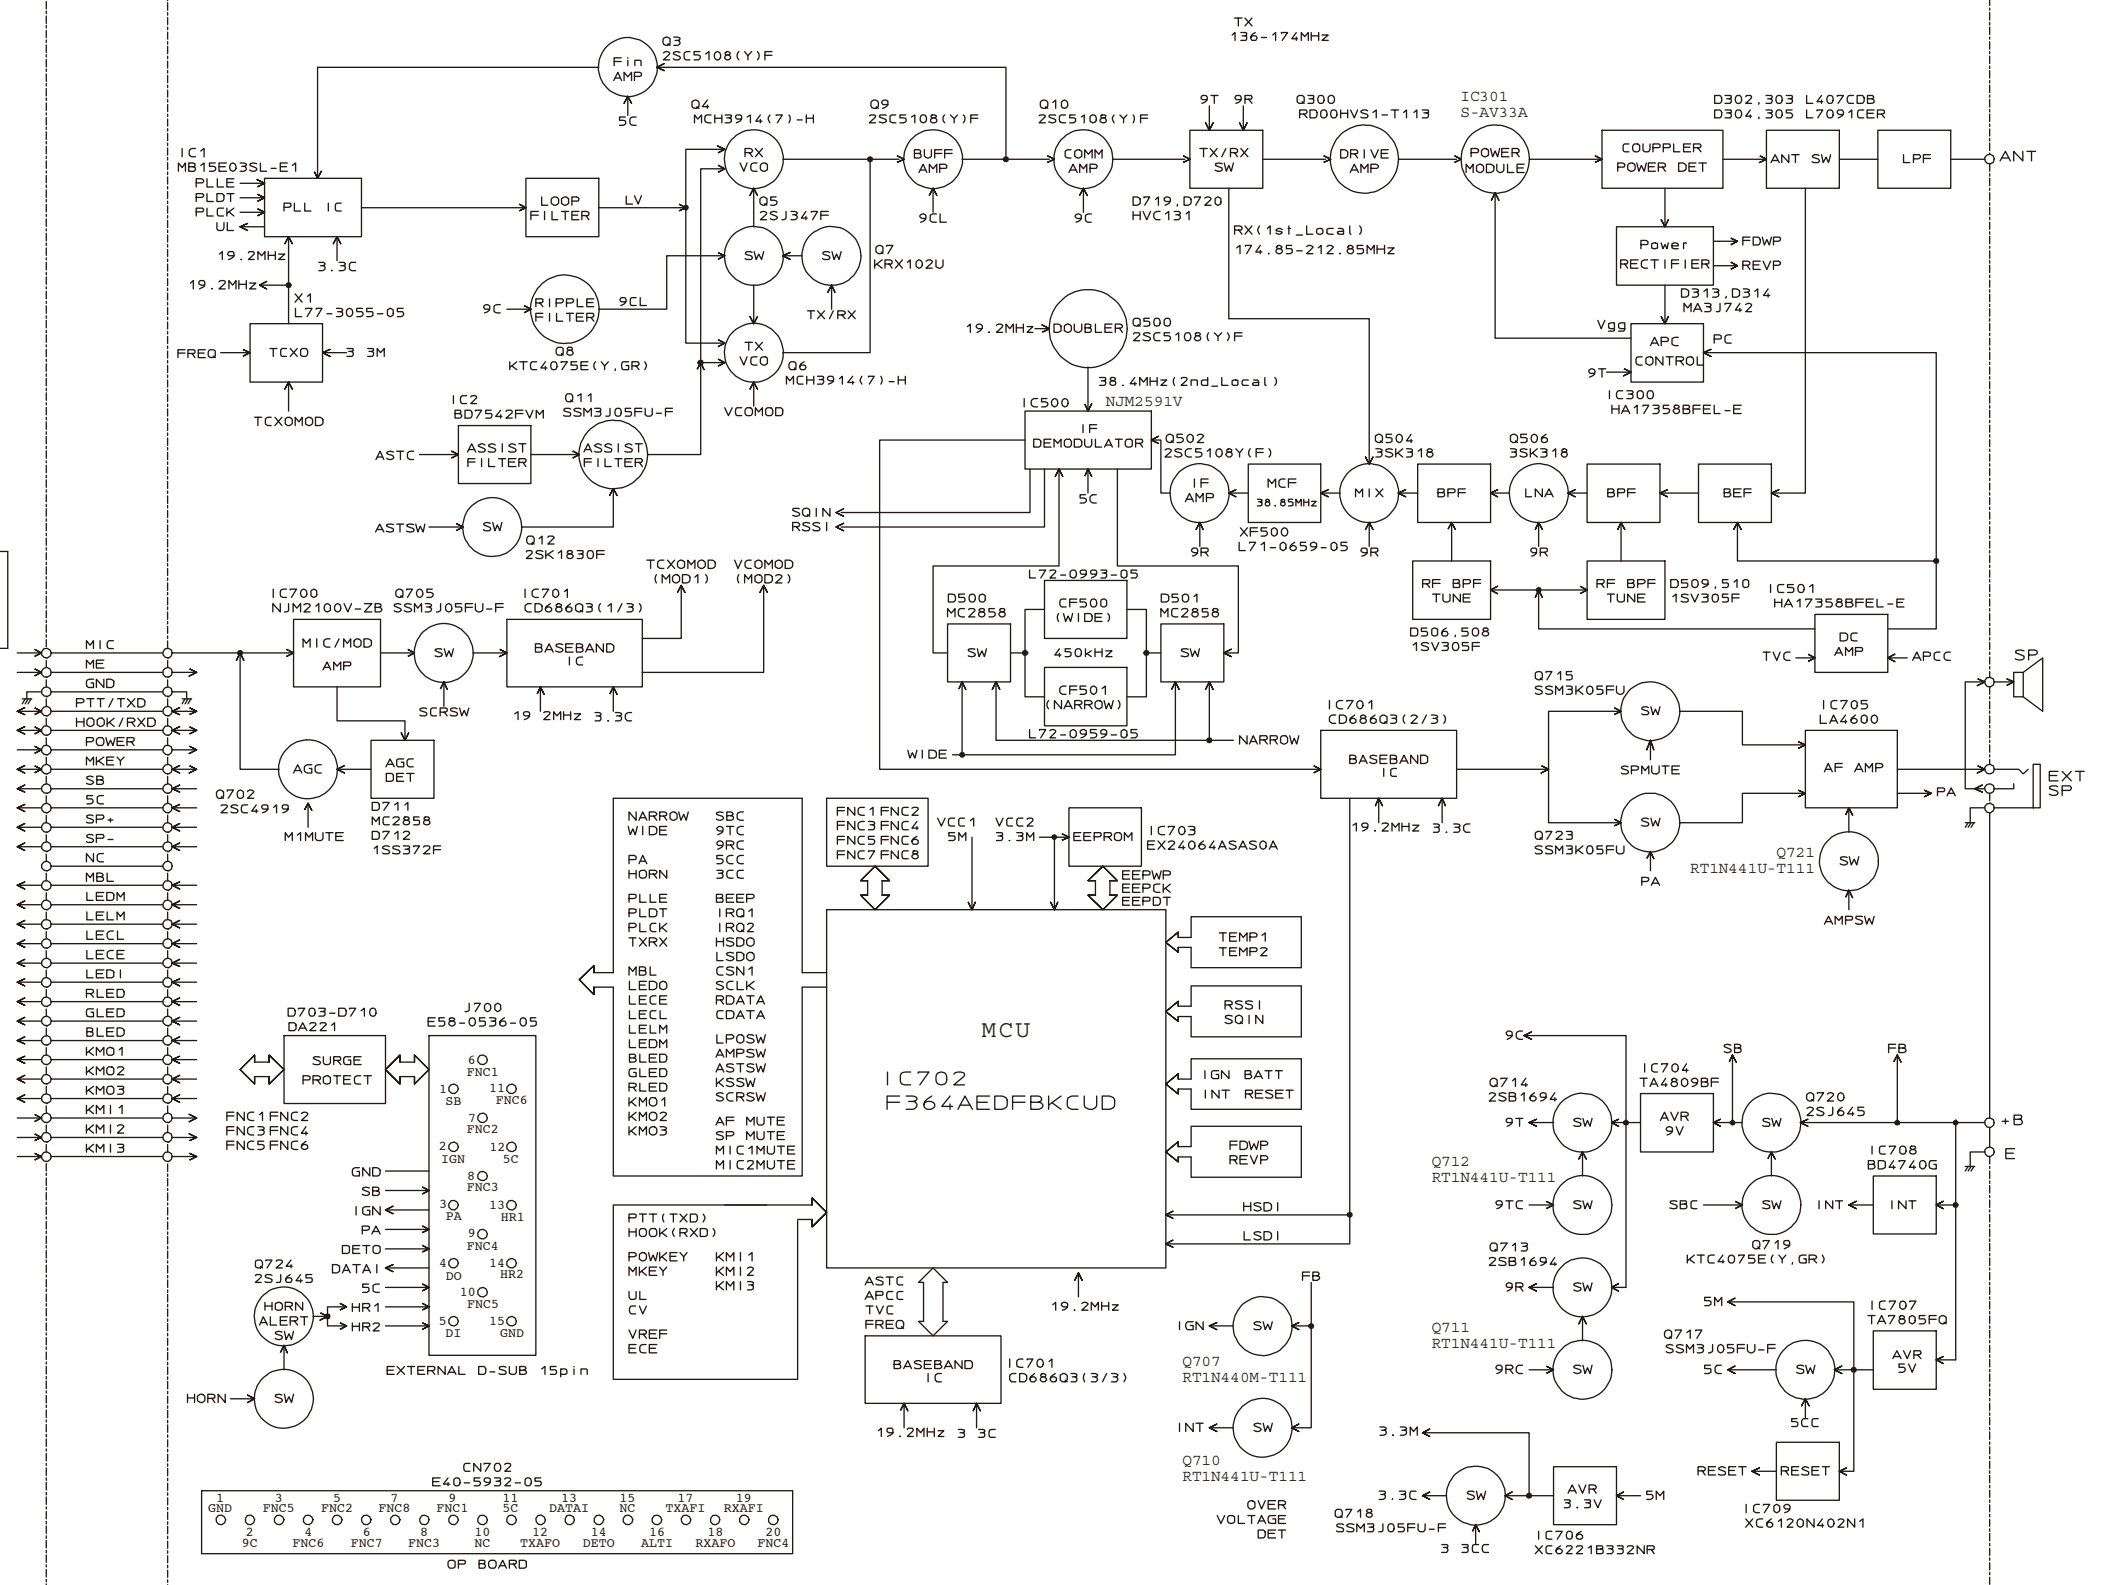 TX
136-174MHz
Q3
2SC5108(Y)F
Fin
AMP
5C
IC1
MB15E03SL-E1
PLLE
PLDT
PLCK
UL
PLL IC
19.2MHz
3.3C
19.2MHz
X1
L77-3055-05
FREQ
TCXO
3 3M
TCXOMOD
LOOP
FILTER
LV
9C
RIPPLE
FILTER
9CL
Q8
KTC4075E(Y,GR)
Q4
MCH3914(7)-H
RX
VCO
Q5
2SJ347F
SW
SW
Q7
KRX102U
TX/RX
TX
VCO
Q6
MCH3914(7)-H
VCOMOD
Q9
2SC5108(Y)F
BUFF
AMP
9CL
Q10
2SC5108(Y)F
COMM
AMP
9C
9T
9R
TX/RX
SW
D719,D720
HVC131
RX(1st_Local)
174.85-212.85MHz
Q300
RD00HVS1-T113
DRIVE
AMP
IC301
S-AV33A
POWER
MODULE
COUPPLER
POWER DET
D302,303 L407CDB
D304,305 L7091CER
ANT SW
LPF
ANT
Power
RECTIFIER
FDWP
REVP
D313,D314
MA3J742
Vgg
APC
CONTROL
PC
9T
IC300
HA17358BFEL-E
19.2MHz
DOUBLER
Q500
2SC5108(Y)F
38.4MHz(2nd_Local)
IC500
NJM2591V
IF
DEMODULATOR
5C
SQIN
RSSI
Q502
2SC5108Y(F)
IF
AMP
9R
MCF
38.85MHz
XF500
L71-0659-05
Q504
3SK318
MIX
9R
BPF
Q506
3SK318
LNA
9R
BPF
BEF
RF BPF
TUNE
D506,508
1SV305F
RF BPF
TUNE
D509,510
1SV305F
IC501
HA17358BFEL-E
DC
AMP
TVC
APCC
IC2
BD7542FVM
ASTC
ASSIST
FILTER
Q11
SSM3J05FU-F
ASSIST
FILTER
ASTSW
SW
Q12
2SK1830F
IC700
NJM2100V-ZB
MIC/MOD
AMP
Q705
SSM3J05FU-F
SW
SCRSW
IC701
CD686Q3(1/3)
BASEBAND
IC
19 2MHz
3.3C
TCXOMOD
(MOD1)
VCOMOD
(MOD2)
AGC
Q702
2SC4919
M1MUTE
AGC
DET
D711
MC2858
D712
1SS372F
L72-0993-05
CF500
(WIDE)
450kHz
CF501
(NARROW)
L72-0959-05
D500
MC2858
SW
D501
MC2858
SW
WIDE
NARROW
IC701
CD686Q3(2/3)
BASEBAND
IC
19.2MHz
3.3C
Q715
SSM3K05FU
SW
SPMUTE
SW
Q723
SSM3K05FU
PA
IC705
LA4600
AF AMP
PA
Q721
RT1N441U-T111
SW
AMPSW
SP
EXT
SP
MIC
ME
GND
PTT/TXD
HOOK/RXD
POWER
MKEY
SB
5C
SP+
SP-
NC
MBL
LEDM
LELM
LECL
LECE
LEDI
RLED
GLED
BLED
KMO1
KMO2
KMO3
KMI1
KMI2
KMI3
NARROW SBC
WIDE 9TC
9RC
PA 5CC
HORN 3CC
PLLE BEEP
PLDT IRQ1
PLCK IRQ2
TXRX HSDO
LSDO
MBL CSN1
LEDO SCLK
LECE RDATA
LECL CDATA
LELM
LEDM LPOSW
BLED AMPSW
GLED ASTSW
RLED KSSW
KMO1 SCRSW
KMO2
KMO3 AF MUTE
SP MUTE
MIC1MUTE
MIC2MUTE
FNC1 FNC2
FNC3 FNC4
FNC5 FNC6
FNC7 FNC8
VCC1
5M
VCC2
3.3M
EEPROM
IC703
EX24064ASAS0A
EEPWP
EEPCK
EEPDT
MCU
IC702
F364AEDFBKCUD
TEMP1
TEMP2
RSSI
SQIN
IGN BATT
INT RESET
FDWP
REVP
HSDI
LSDI
19.2MHz
PTT(TXD)
HOOK(RXD)
POWKEY KMI1
MKEY KMI2
KMI3
UL
CV
VREF
ECE
ASTC
APCC
TVC
FREQ
BASEBAND
IC
IC701
CD686Q3(3/3)
19.2MHz
3 3C
D703-D710
DA221
SURGE
PROTECT
FNC1 FNC2
FNC3 FNC4
FNC5 FNC6
J700
E58-0536-05
6
FNC1
1
SB
11
FNC6
7
FNC2
2
IGN
12
5C
8
FNC3
3
PA
13
HR1
9
FNC4
4
DO
14
HR2
10
FNC5
5
DI
15
GND
GND
SB
IGN
PA
DETO
DATAI
5C
HR1
HR2
EXTERNAL D-SUB 15pin
Q724
2SJ645
HORN
ALERT
SW
HORN
SW
FB
IGN
SW
Q707
RT1N440M-T111
INT
SW
Q710
RT1N441U-T111
OVER
VOLTAGE
DET
9C
Q714
2SB1694
9T
SW
Q712
RT1N441U-T111
9TC
SW
Q713
2SB1694
9R
SW
Q711
RT1N441U-T111
9RC
SW
IC704
TA4809BF
AVR
9V
SB
SW
Q720
2SJ645
SBC
SW
Q719
KTC4075E(Y,GR)
FB
+B
E
IC708
BD4740G
INT
INT
5M
IC707
TA7805FQ
AVR
5V
Q717
SSM3J05FU-F
5C
SW
5CC
RESET
RESET
IC709
XC6120N402N1
3.3M
3.3C
SW
Q718
SSM3J05FU-F
3 3CC
AVR
3.3V
5M
IC706
XC6221B332NR
CN702
E40-5932-05
1 3 5 7 9 11 13 15 17 19
GND FNC5 FNC2 FNC8 FNC1 5C DATAI NC TXAFI RXAFI
2 4 6 8 10 12 14 16 18 20
9C FNC6 FNC7 FNC3 NC TXAFO DETO ALTI RXAFO FNC4
OP BOARD